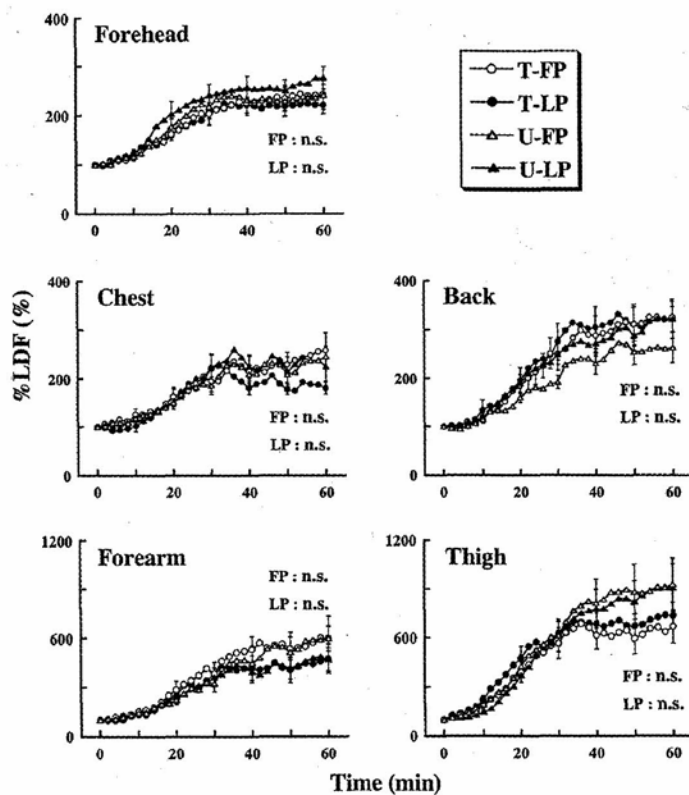 Forehead
400
200
0
0 20 40 60
FP : n.s.
LP : n.s.
T-FP
T-LP
U-FP
U-LP
%LDF (%)
Chest
400
200
0
0 20 40 60
FP : n.s.
LP : n.s.
Back
400
200
0
0 20 40 60
FP : n.s.
LP : n.s.
Forearm
1200
600
0
0 20 40 60
FP : n.s.
LP : n.s.
Thigh
1200
600
0
0 20 40 60
FP : n.s.
LP : n.s.
Time (min)